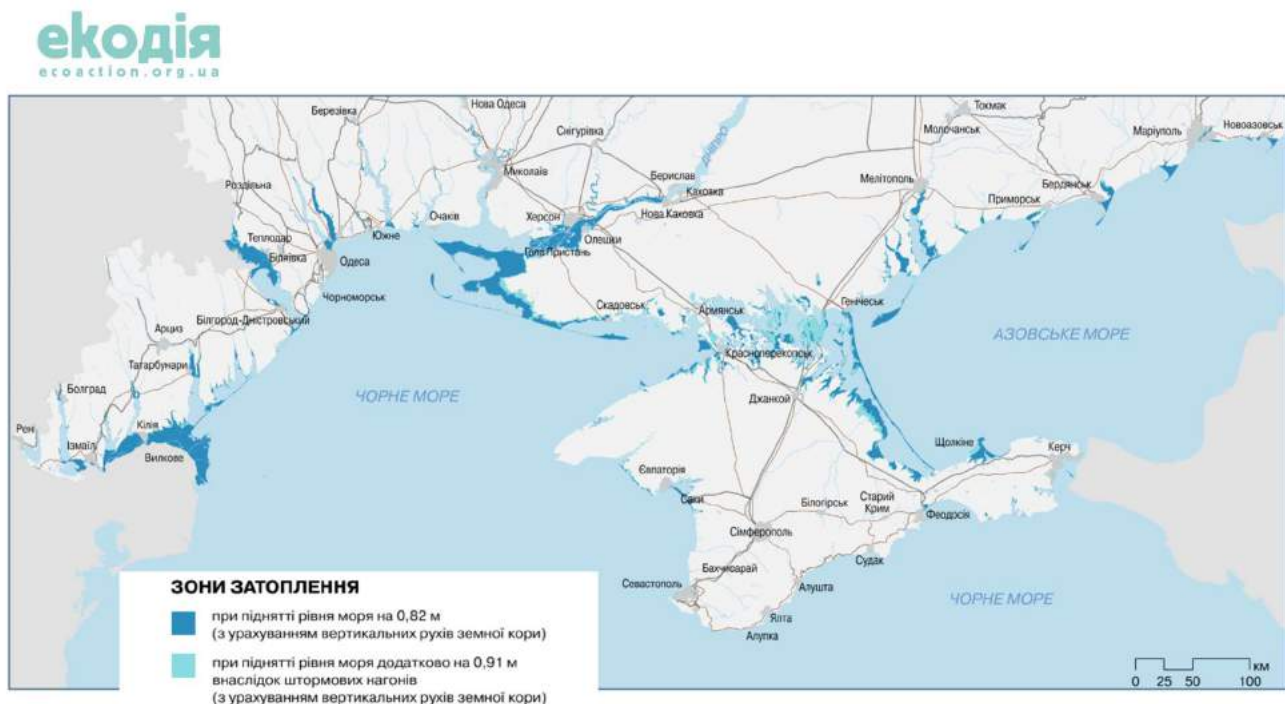 екодія
ecoaction.org.ua
Березівка
Нова Одеса
Снігурівка
Токмак
Молочанськ
Маріуполь
Новоазовськ
Роздільна
Миколаїв
Дніпро
Берислав
Каховка
Мелітополь
Приморськ
Бердянськ
Очаків
Херсон
Нова Каховка
Теплодар
Южне
Олешки
Гола Пристань
Біляївка
Одеса
Чорноморськ
Скадовськ
Армянськ
Генічеськ
Арциз
Білгород-Дністровський
АЗОВСЬКЕ МОРЕ
Татарбунари
Красноперекопськ
Болград
ЧОРНЕ МОРЕ
Джанкой
Рен
Кілія
Ізмаїл
Вилкове
Щолкіне
Керч
Євпаторія
Саки
Білогірськ
Старий
Крим
Феодосія
Сімферополь
Судак
Бахчисарай
Севастополь
Алушта
ЧОРНЕ МОРЕ
Ялта
Алупка
ЗОНИ ЗАТОПЛЕННЯ
при піднятті рівня моря на 0,82 м
(з урахуванням вертикальних рухів земної кори)
при піднятті рівня моря додатково на 0,91 м
внаслідок штормових нагонів
(з урахуванням вертикальних рухів земної кори)
км
0 25 50 100